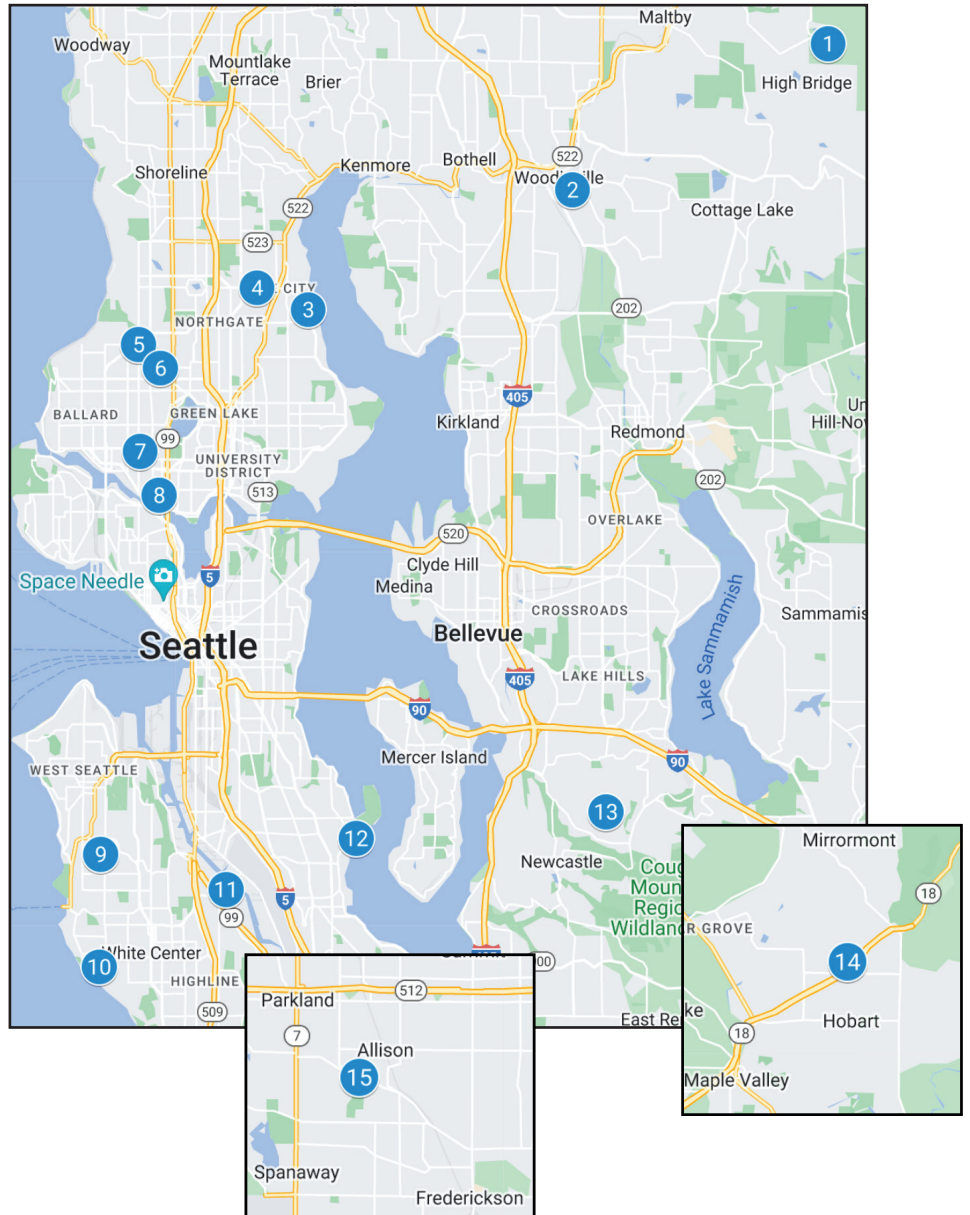 Maltby
Woodway
1
Mountlake
Terrace
Brier
High Bridge
522
Bothell
Kenmore
Shoreline
2
522
Cottage Lake
523
4
CITY
3
202
NORTHGATE
5
6
405
BALLARD
GREEN LAKE
Kirkland
Redmond
Hill-Nov
99
7
UNIVERSITY
DISTRICT
513
202
8
OVERLAKE
520
Clyde Hill
Space Needle
5
Medina
CROSSROADS
Sammamis
Lake Sammamish
Seattle
Bellevue
405
LAKE HILLS
90
Mercer Island
90
WEST SEATTLE
13
12
9
Newcastle
Mirrormont
11
5
18
99
R GROVE
White Center
10
14
HIGHLINE
509
Parkland
512
Hobart
7
18
Allison
15
Maple Valley
Spanaway
Frederickson